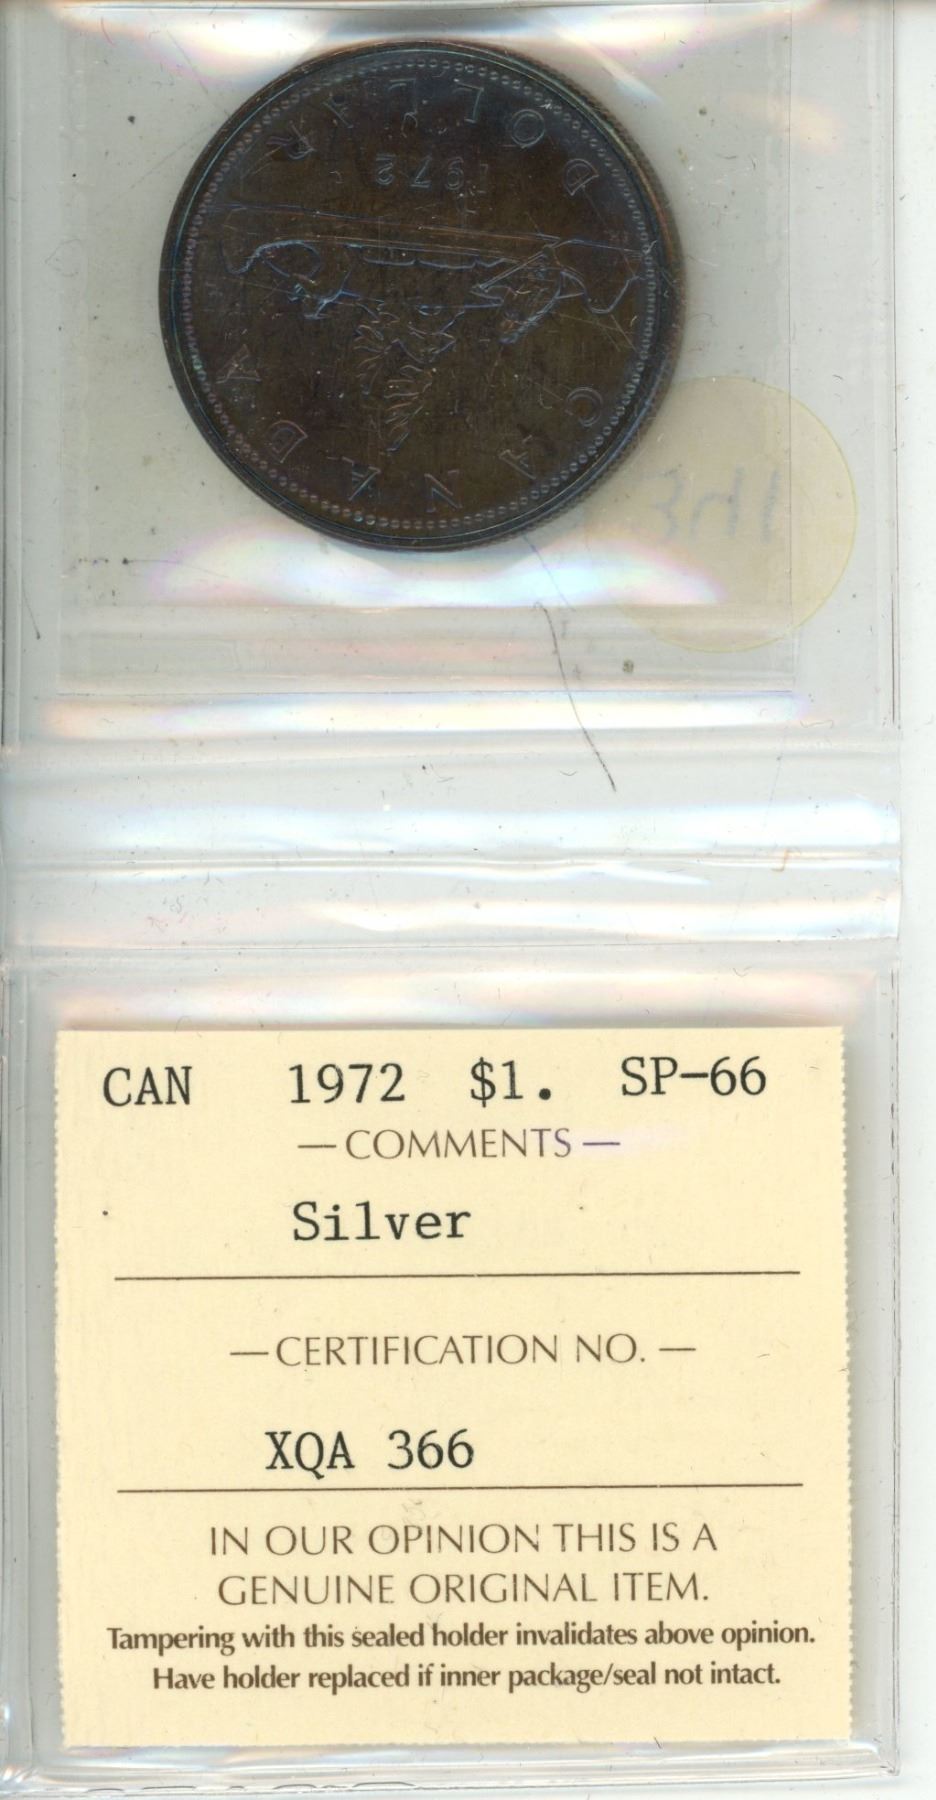 DOLLAR
1972
CANADA
341
CAN 1972 $1. SP-66
— COMMENTS —
Silver
— CERTIFICATION NO. —
XQA 366
IN OUR OPINION THIS IS A
GENUINE ORIGINAL ITEM.
Tampering with this sealed holder invalidates above opinion.
Have holder replaced if inner package/seal not intact.